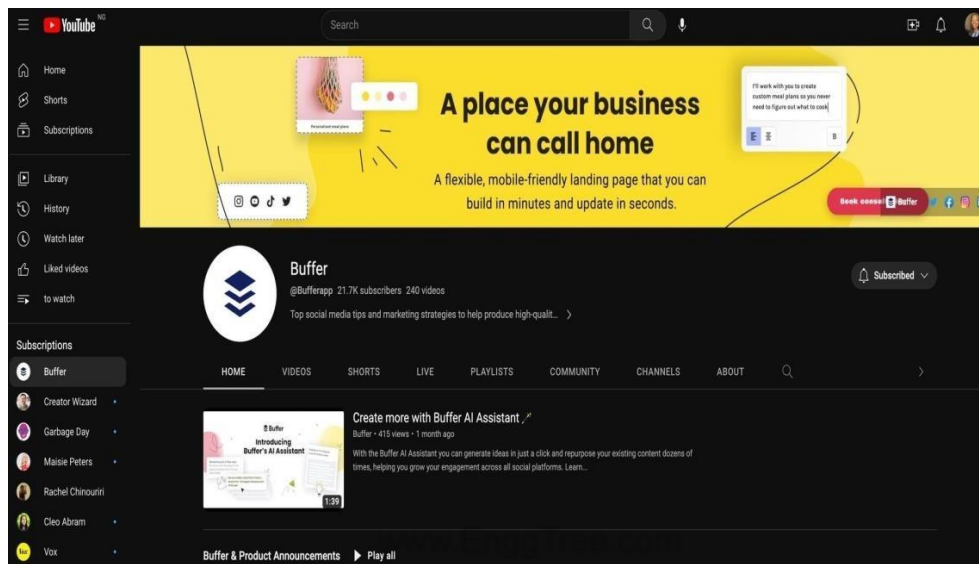 YouTube NG
Search
Home
Shorts
Subscriptions
Library
History
Watch later
Liked videos
to watch
Subscriptions
Buffer
Creator Wizard
Garbage Day
Maisie Peters
Rachel Chinouriri
Cleo Abram
Vox
Personalized meal plans
A place your business
can call home
A flexible, mobile-friendly landing page that you can
build in minutes and update in seconds.
I'll work with you to create
custom meal plans so you never
need to figure out what to cook
B
Book
Buffer
Buffer
@Bufferapp 21.7K subscribers 240 videos
Top social media tips and marketing strategies to help produce high-qualit...
Subscribed
HOME VIDEOS SHORTS LIVE PLAYLISTS COMMUNITY CHANNELS ABOUT
Buffer
Introducing
Buffer's AI Assistant
1:39
Create more with Buffer AI Assistant
Buffer • 415 views • 1 month ago
With the Buffer AI Assistant you can generate ideas in just a click and repurpose your existing content dozens of
times, helping you grow your engagement across all social platforms. Learn...
Buffer & Product Announcements Play all
www.EnggTree.com